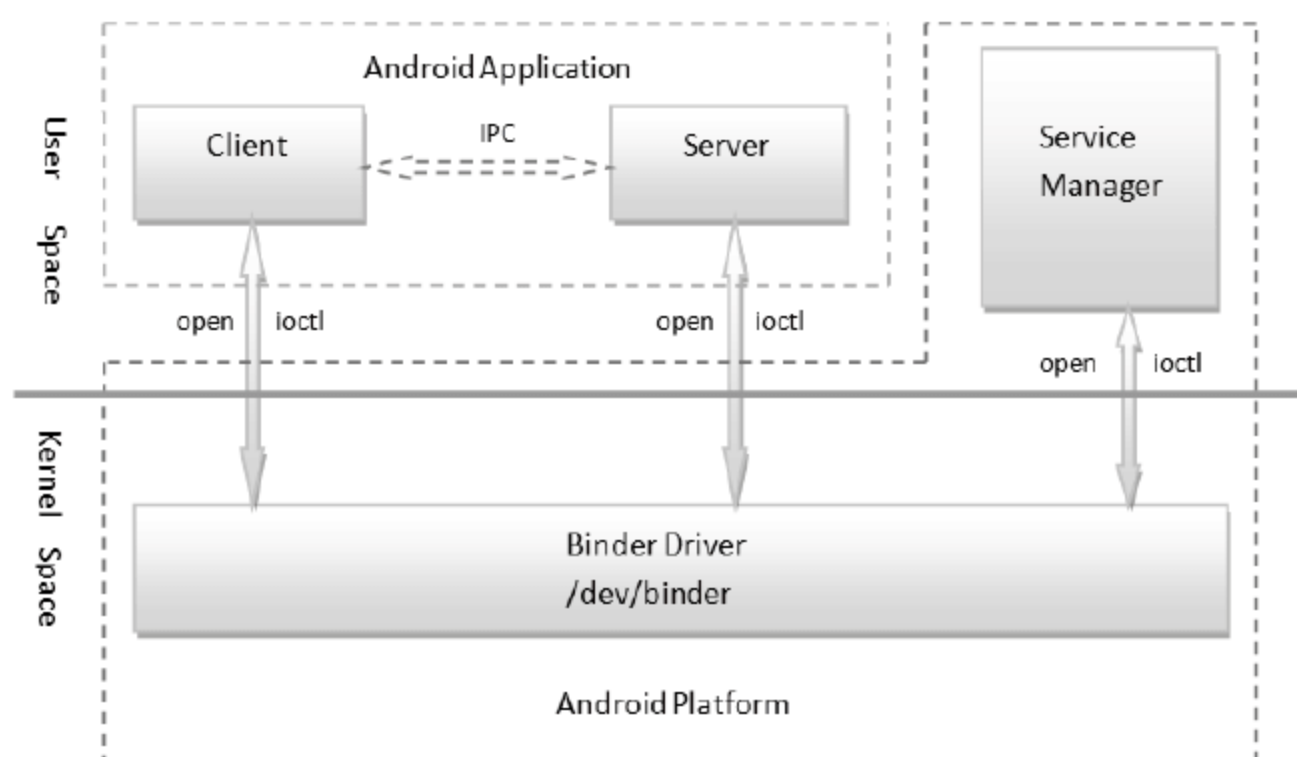 Android Application
Client
IPC
Server
Service
Manager
User Space
open ioctl
open ioctl
open ioctl
Kernel Space
Binder Driver
/dev/binder
Android Platform